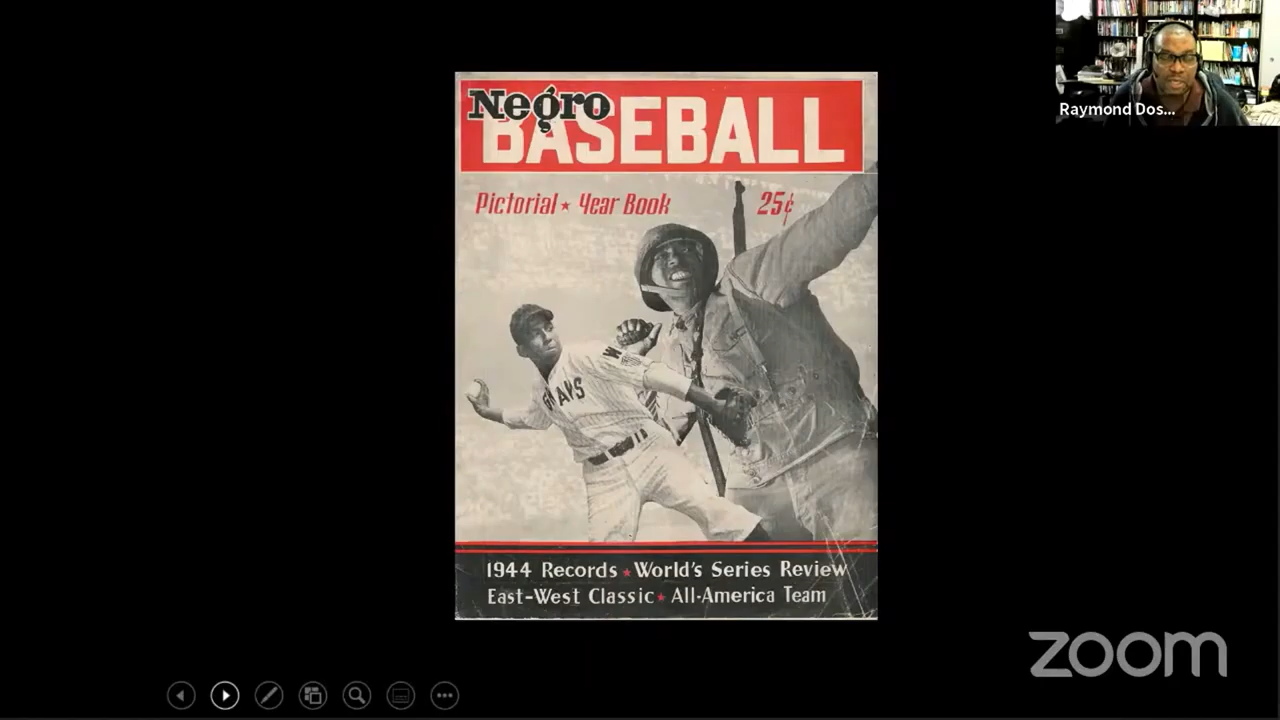 Negro
BASEBALL
Pictorial ★ Year Book 25¢
GRAYS
W
1944 Records ★ World's Series Review
East-West Classic ★ All-America Team
Raymond Dos...
zoom